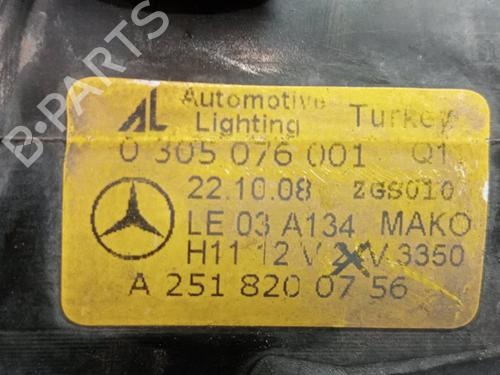 B-PARTS
AL Automotive Lighting Turkey
0 305 076 001 Q1
22.10.08 ZGS010
LE 03 A134 MAKO
H11 12 V V 3350
A 251 820 07 56